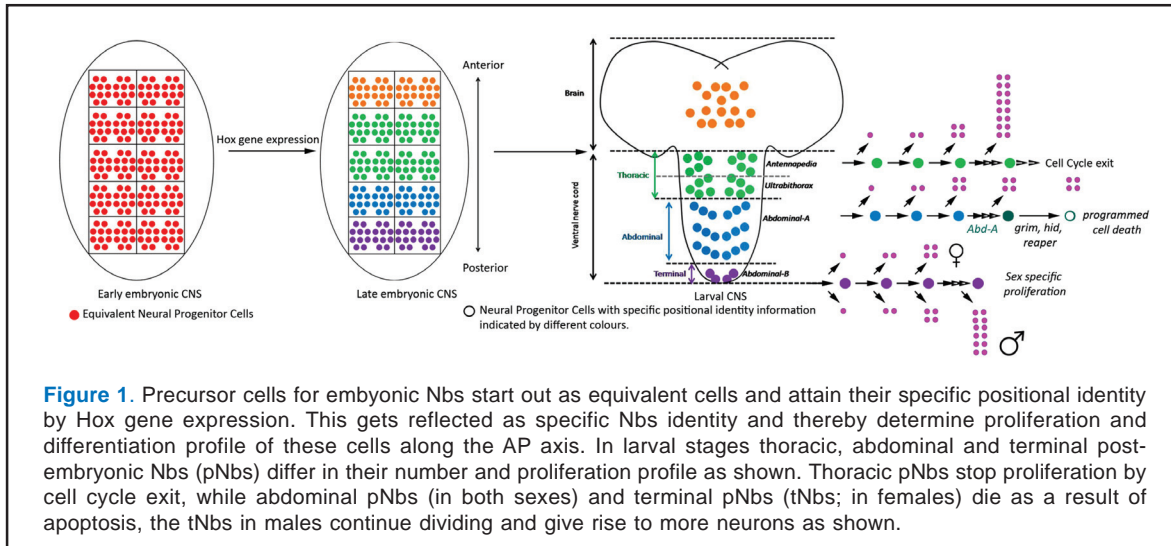 Anterior
Hox gene expression
Posterior
Early embryonic CNS
Equivalent Neural Progenitor Cells
Late embryonic CNS
Neural Progenitor Cells with specific positional identity information
indicated by different colours.
Brain
Ventral nerve cord
Thoracic
Abdominal
Terminal
Antennapedia
Ultrabithorax
Abdominal-A
Abdominal-B
Larval CNS
Cell Cycle exit
Abd-A
grim, hid,
reaper
programmed
cell death
♀
Sex specific
proliferation
♂
Figure 1. Precursor cells for embyonic Nbs start out as equivalent cells and attain their specific positional identity
by Hox gene expression. This gets reflected as specific Nbs identity and thereby determine proliferation and
differentiation profile of these cells along the AP axis. In larval stages thoracic, abdominal and terminal post-
embryonic Nbs (pNbs) differ in their number and proliferation profile as shown. Thoracic pNbs stop proliferation by
cell cycle exit, while abdominal pNbs (in both sexes) and terminal pNbs (tNbs; in females) die as a result of
apoptosis, the tNbs in males continue dividing and give rise to more neurons as shown.